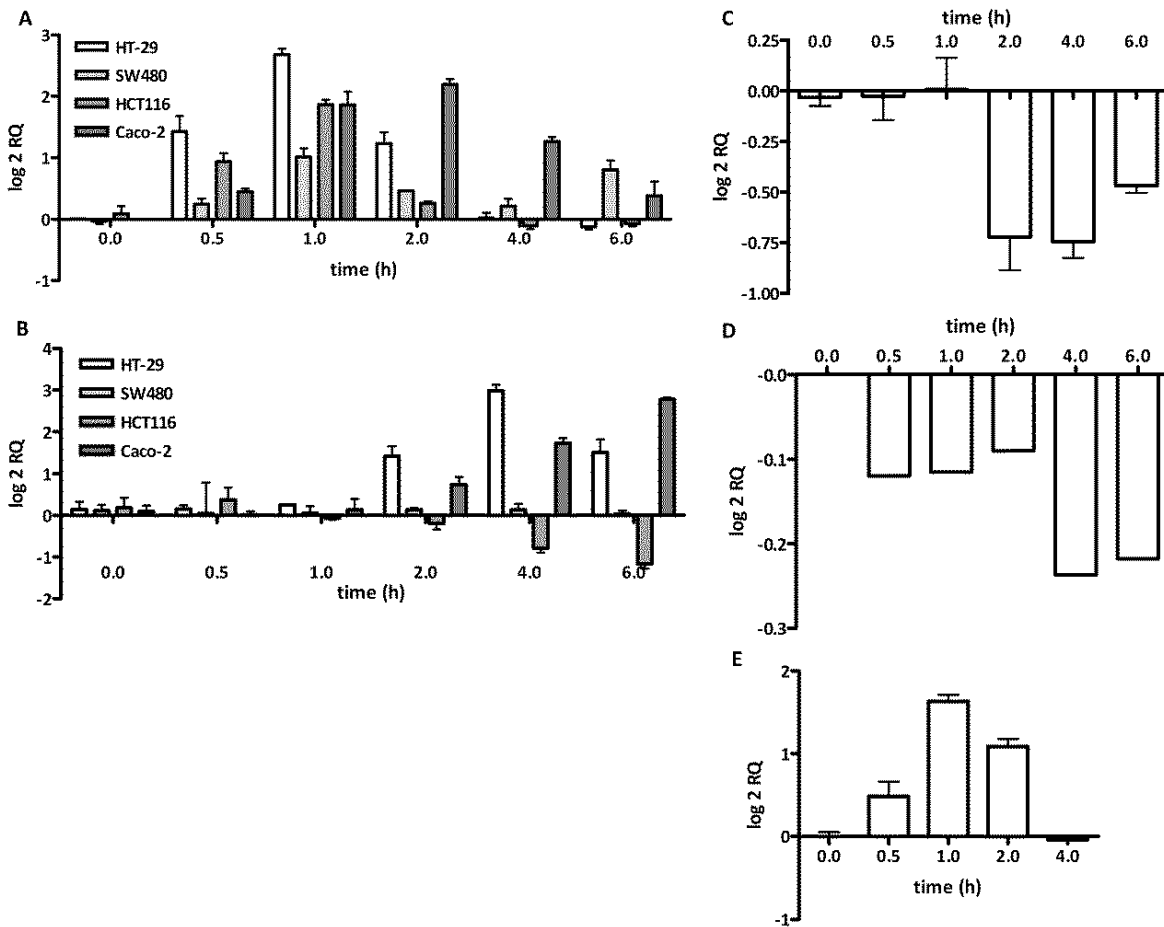 A
3
2
1
0
-1
log 2 RQ
HT-29
SW480
HCT116
Caco-2
0.0 0.5 1.0 2.0 4.0 6.0
time (h)
B
4
3
2
1
0
-1
-2
log 2 RQ
HT-29
SW480
HCT116
Caco-2
0.0 0.5 1.0 2.0 4.0 6.0
time (h)
C
time (h)
0.0 0.5 1.0 2.0 4.0 6.0
0.25
0.00
-0.25
-0.50
-0.75
-1.00
log 2 RQ
D
time (h)
0.0 0.5 1.0 2.0 4.0 6.0
-0.0
-0.1
-0.2
-0.3
log 2 RQ
E
2
1
0
-1
log 2 RQ
0.0 0.5 1.0 2.0 4.0
time (h)